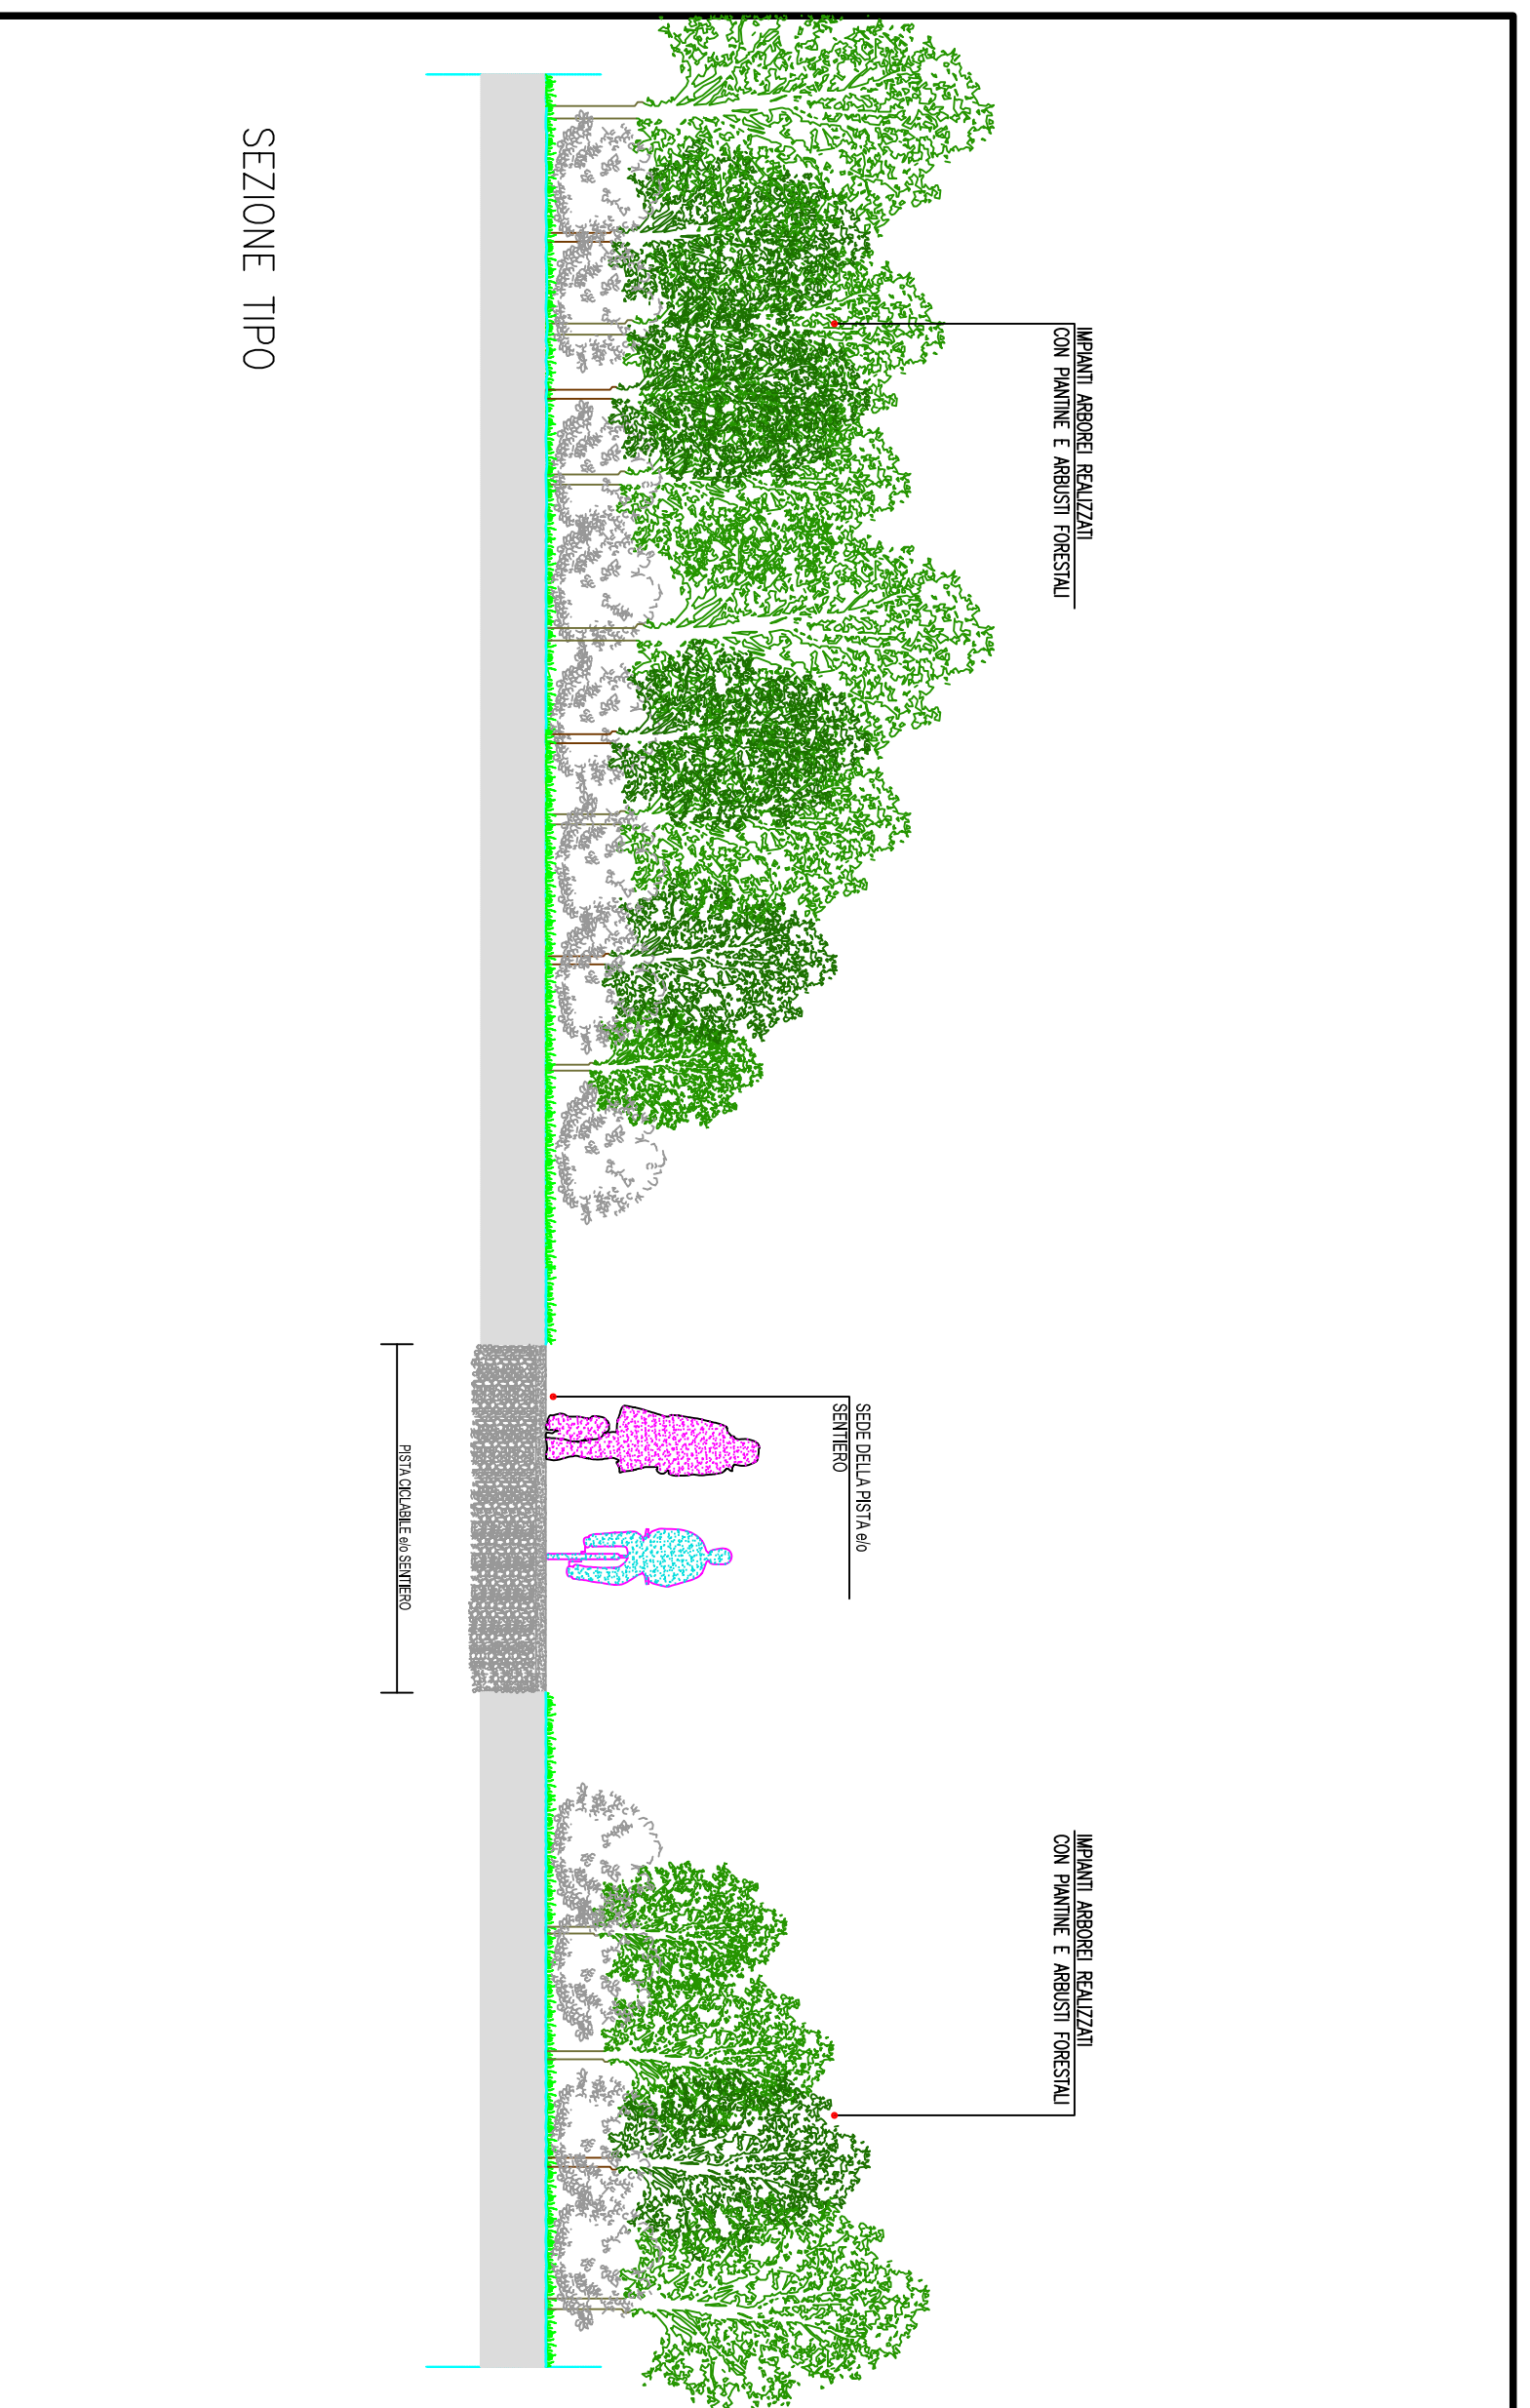 IMPIANTI ARBOREI REALIZZATI
CON PIANTINE E ARBUSTI FORESTALI
IMPIANTI ARBOREI REALIZZATI
CON PIANTINE E ARBUSTI FORESTALI
SEDE DELLA PISTA e/o
SENTIERO
PISTA CICLABILE e/o SENTIERO
SEZIONE TIPO